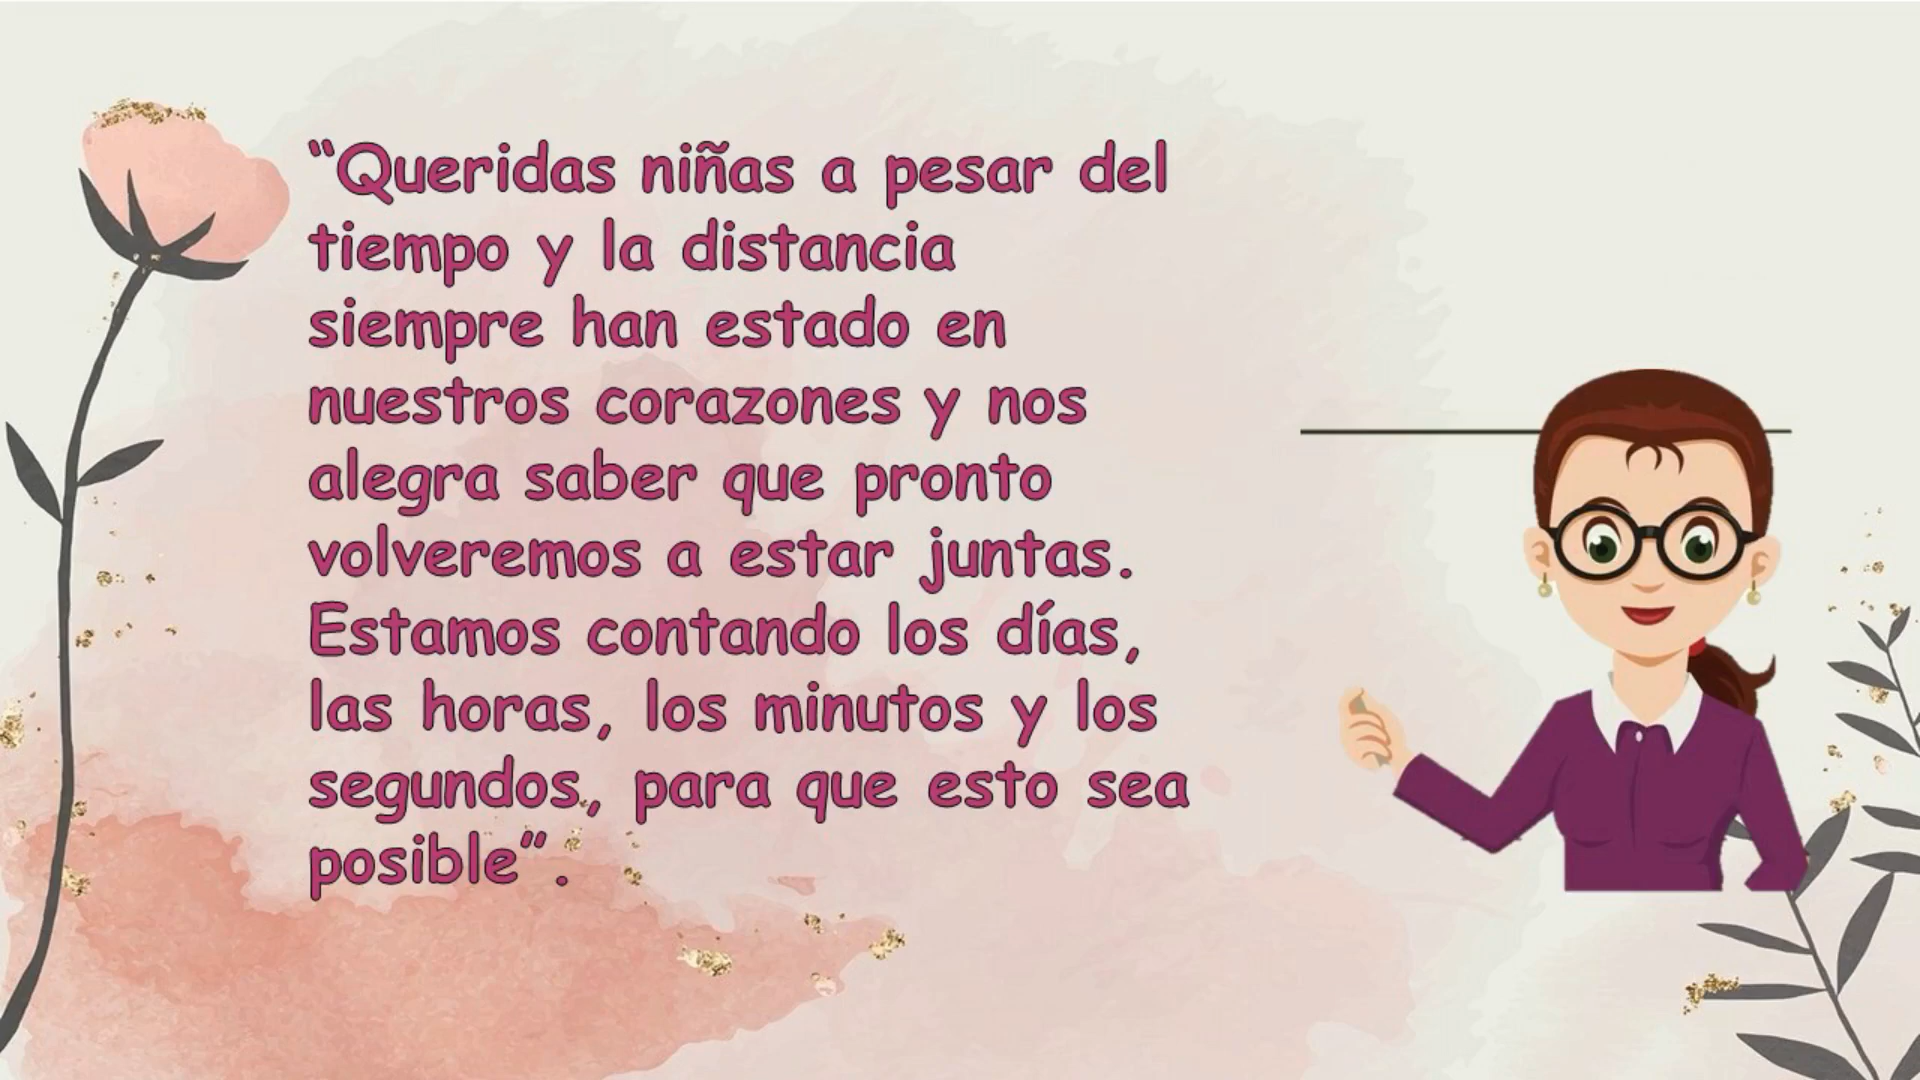 “Queridas niñas a pesar del
tiempo y la distancia
siempre han estado en
nuestros corazones y nos
alegra saber que pronto
volveremos a estar juntas.
Estamos contando los días,
las horas, los minutos y los
segundos, para que esto sea
posible”.